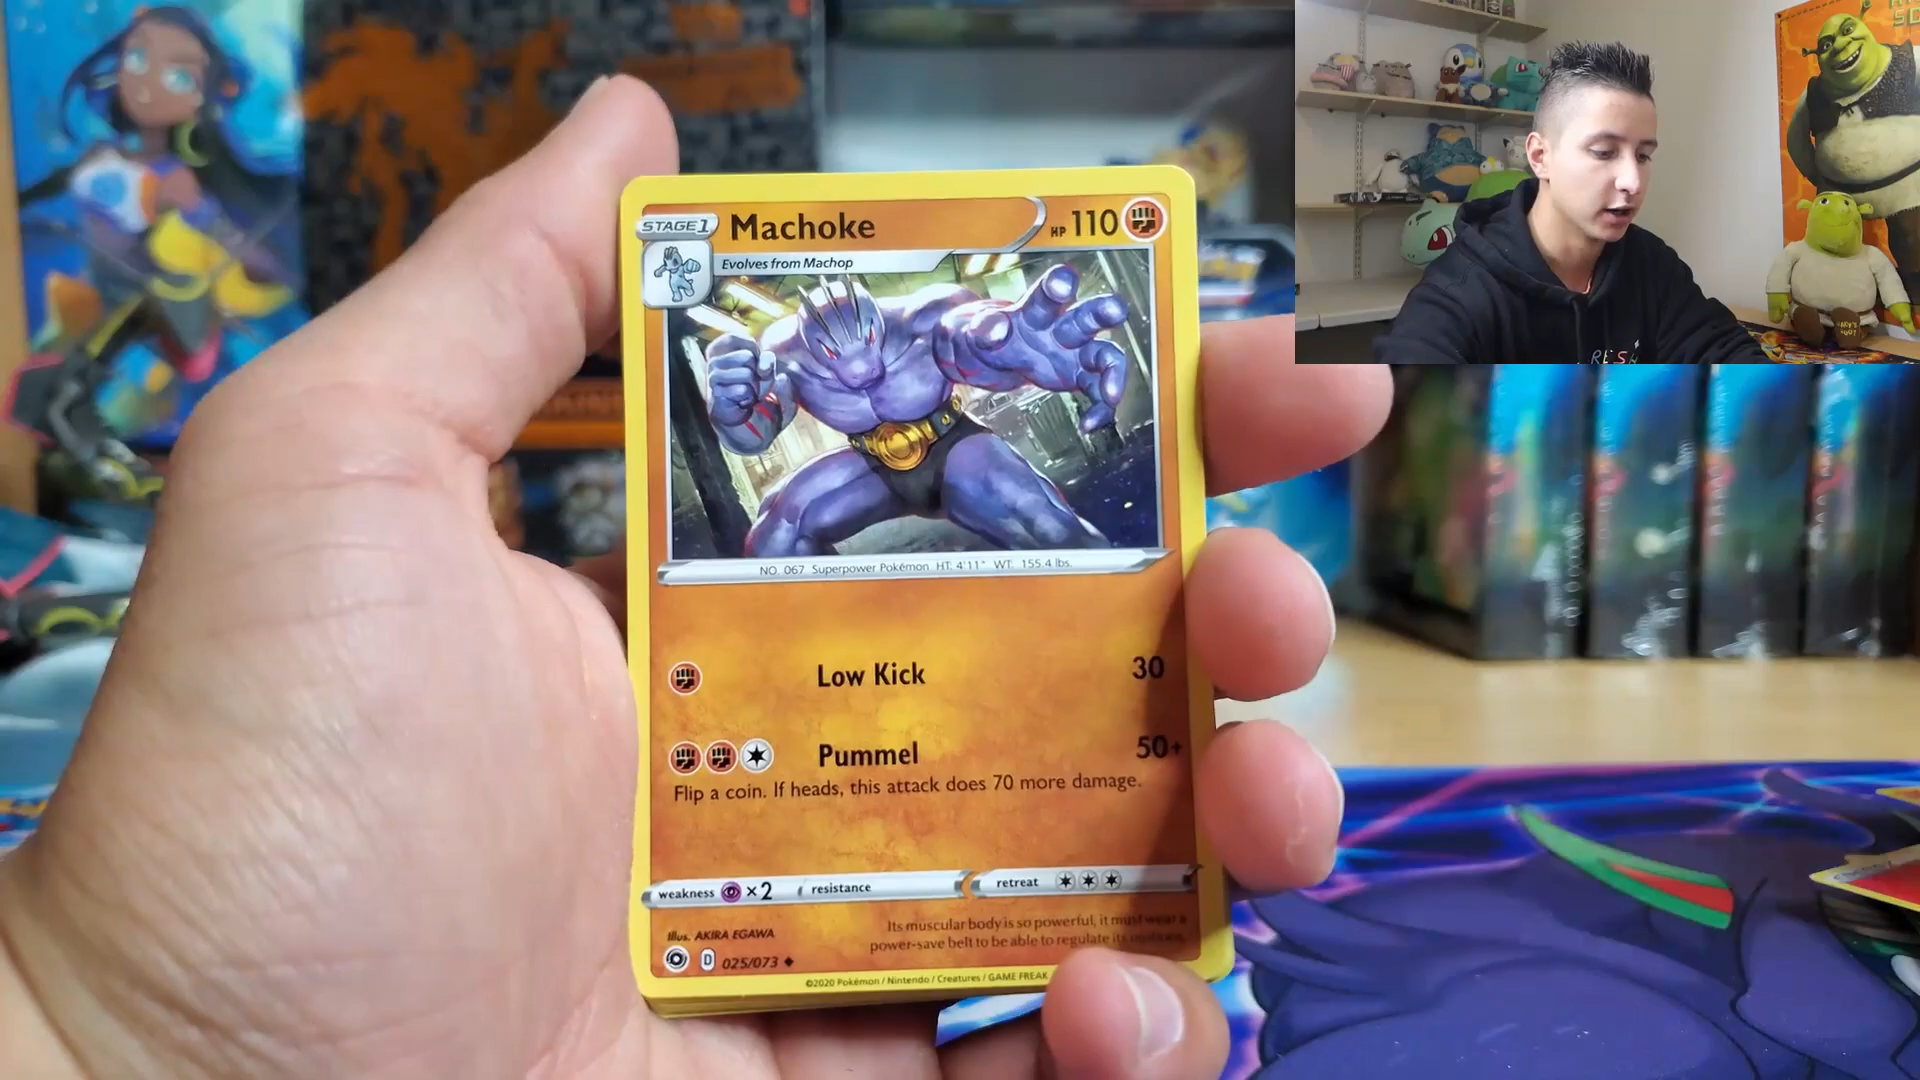 STAGE 1
Machoke
HP 110
Evolves from Machop
NO. 067 Superpower Pokémon HT: 4'11" WT: 155.4 lbs.
Low Kick 30
Pummel 50+
Flip a coin. If heads, this attack does 70 more damage.
weakness ×2 resistance retreat
Its muscular body is so powerful, it must wear a
power-save belt to be able to regulate its
Illus. AKIRA EGAWA
D 025/073
©2020 Pokémon / Nintendo / Creatures / GAME FREAK